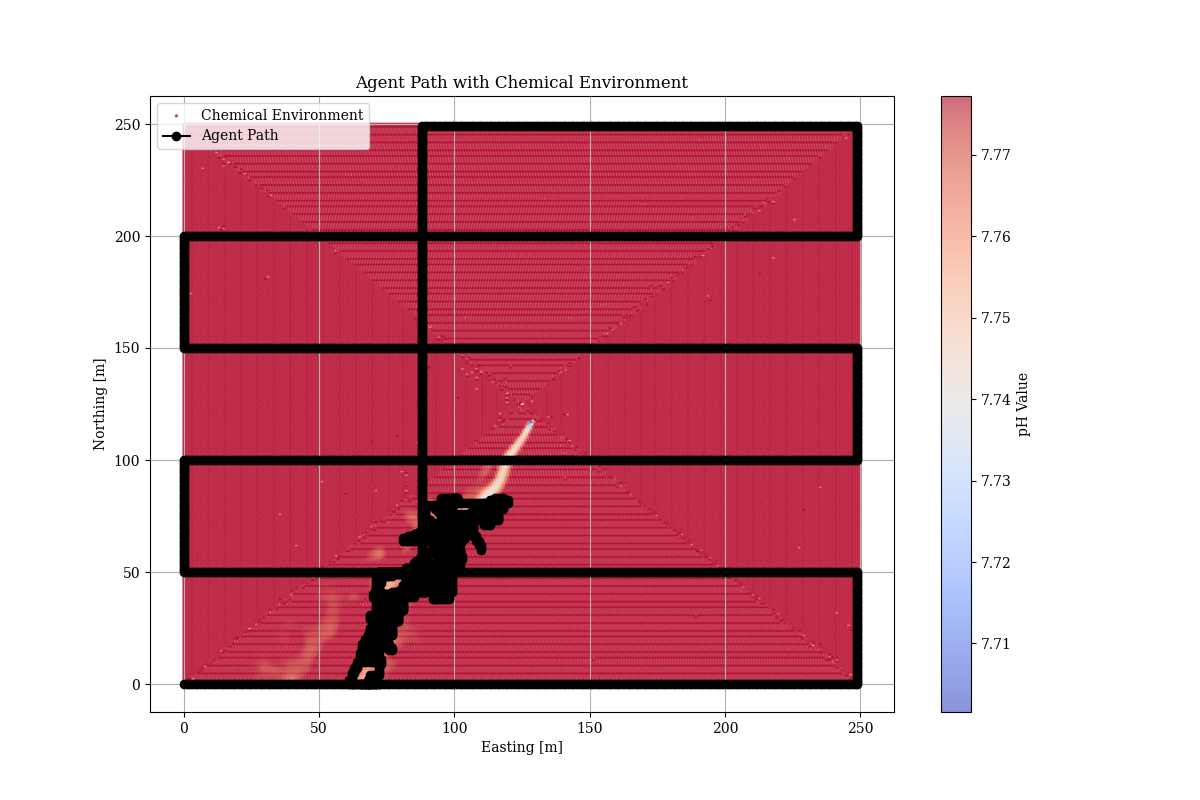 Agent Path with Chemical Environment
Chemical Environment
Agent Path
250
200
150
100
50
0
Northing [m]
0 50 100 150 200 250
Easting [m]
7.77
7.76
7.75
7.74
7.73
7.72
7.71
pH Value